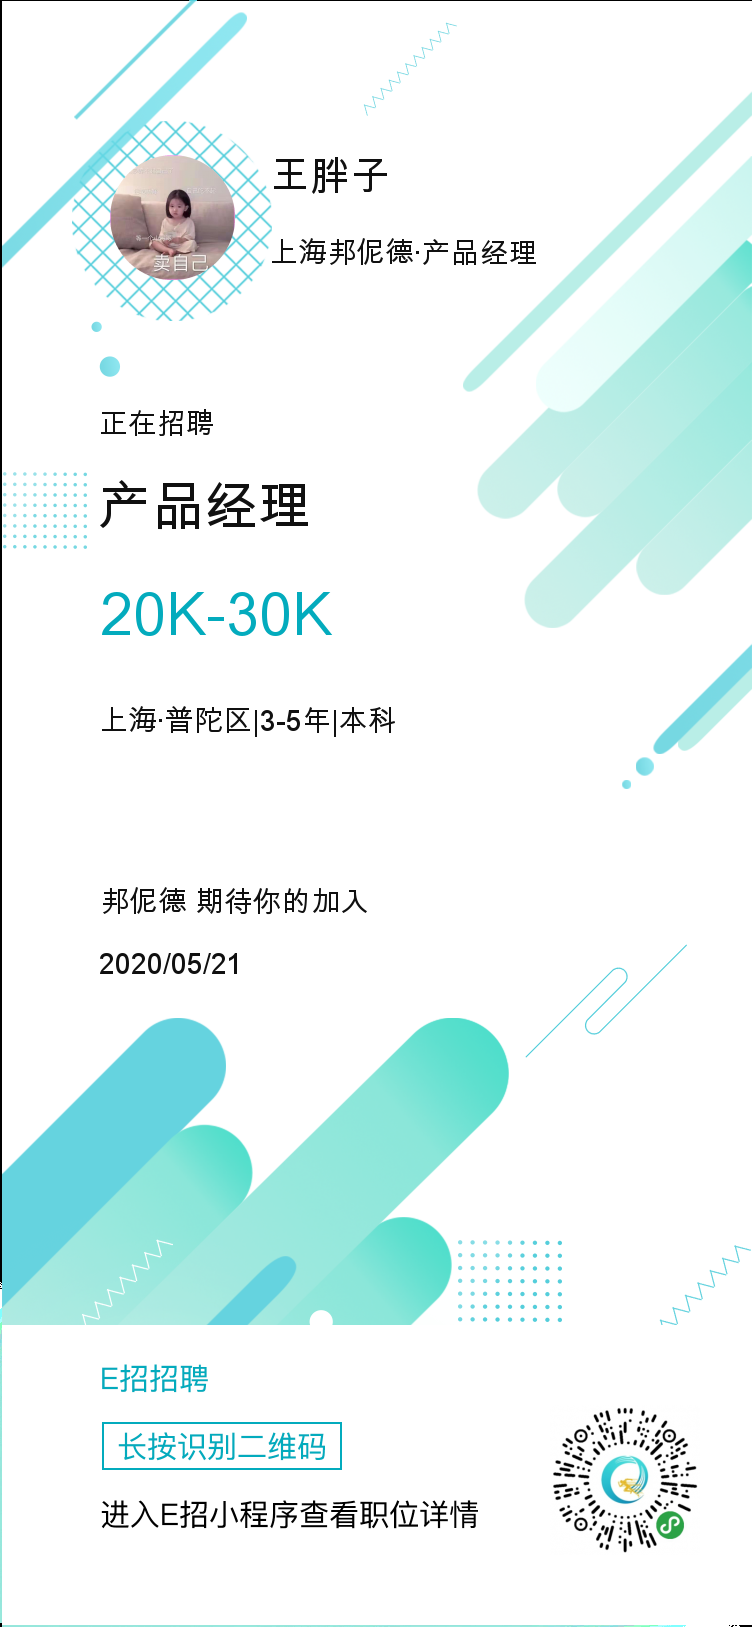 王胖子
上海邦伲德·产品经理
卖自己
正在招聘
产品经理
20K-30K
上海·普陀区|3-5年|本科
邦伲德 期待你的加入
2020/05/21
E招招聘
长按识别二维码
进入E招小程序查看职位详情